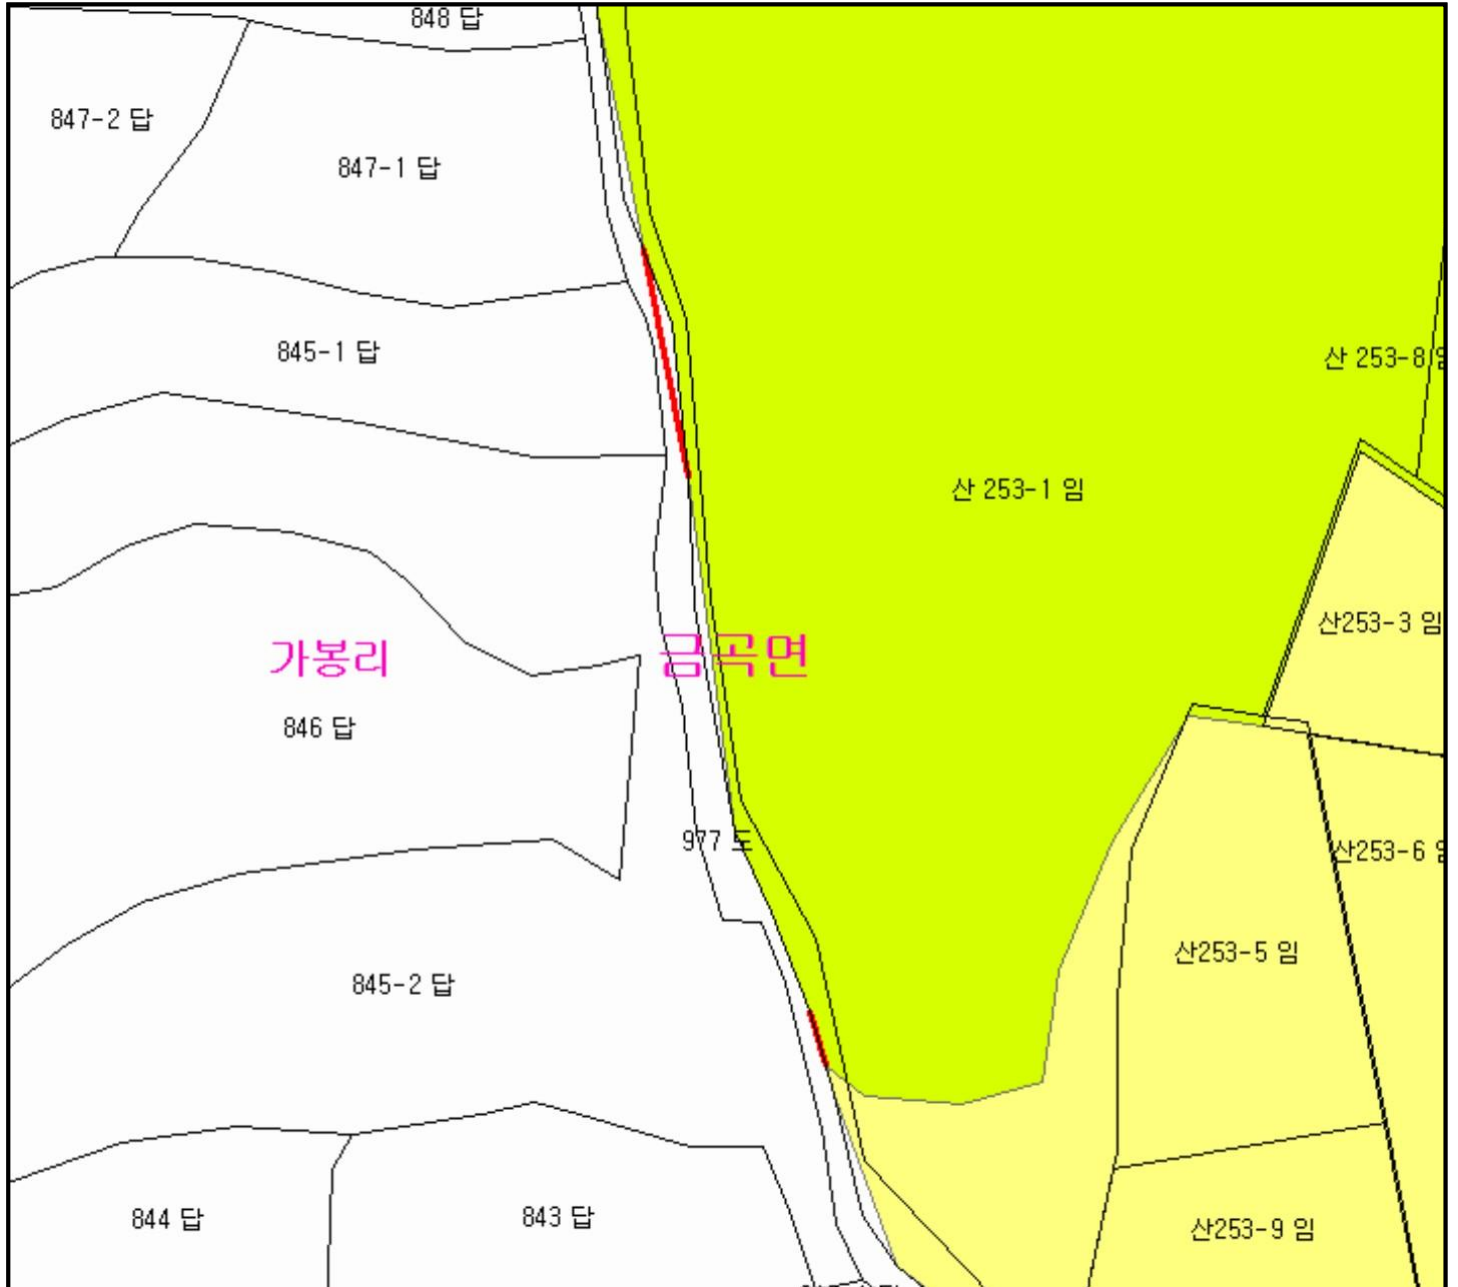 848 답
847-2 답
847-1 답
845-1 답
산 253-8
산 253-1 임
산253-3 임
가봉리
금곡면
846 답
977 도
산253-6
산253-5 임
845-2 답
844 답
843 답
산253-9 임